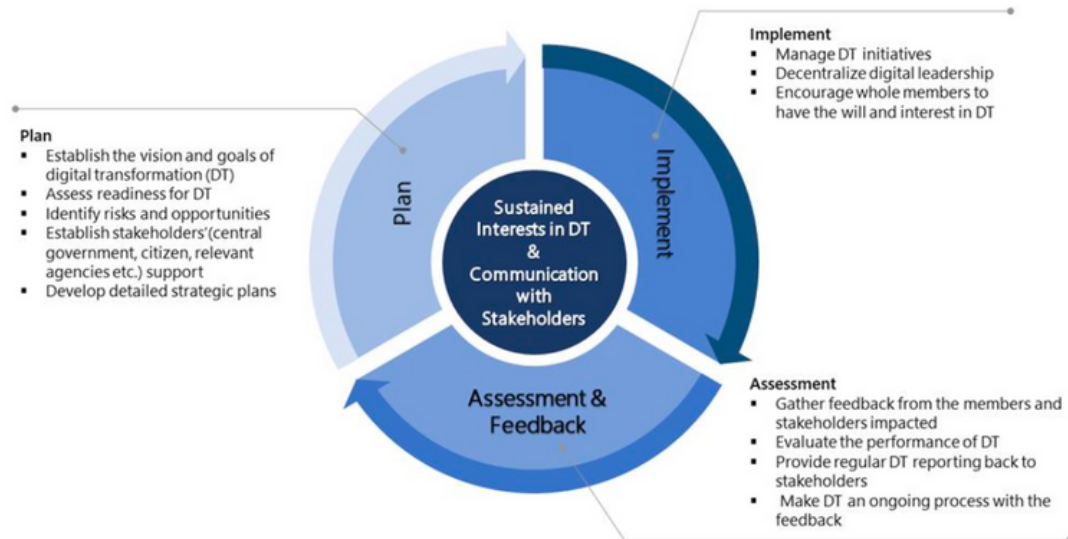 Plan
▪ Establish the vision and goals of
digital transformation (DT)
▪ Assess readiness for DT
▪ Identify risks and opportunities
▪ Establish stakeholders'(central
government, citizen, relevant
agencies etc.) support
▪ Develop detailed strategic plans
Plan
Sustained
Interests in DT
&
Communication
with
Stakeholders
Implement
Implement
▪ Manage DT initiatives
▪ Decentralize digital leadership
▪ Encourage whole members to
have the will and interest in DT
Assessment &
Feedback
Assessment
▪ Gather feedback from the members and
stakeholders impacted
▪ Evaluate the performance of DT
▪ Provide regular DT reporting back to
stakeholders
▪ Make DT an ongoing process with the
feedback